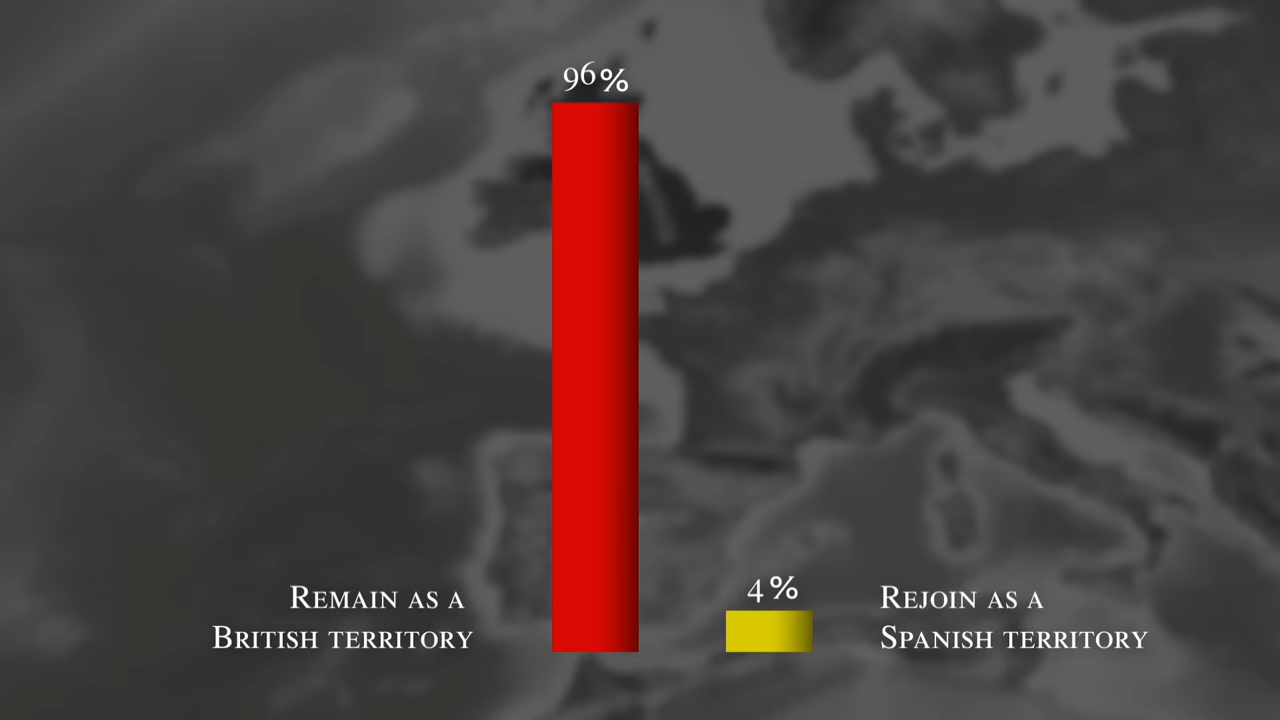 96%
4%
Remain as a
British territory
Rejoin as a
Spanish territory